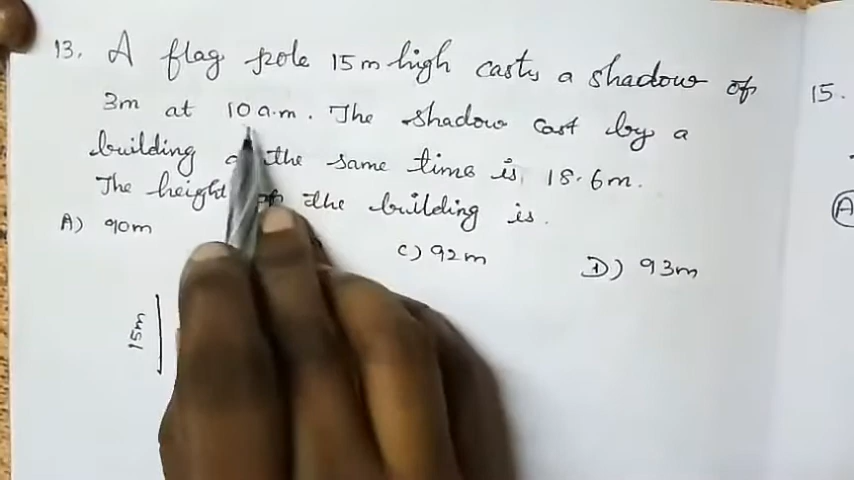 13. A flag pole 15m high casts a shadow of
3m at 10 a.m. The shadow cast by a
building the same time is 18.6m.
The height of the building is.
A) 90m
C) 92m
D) 93m
15m
15.
A